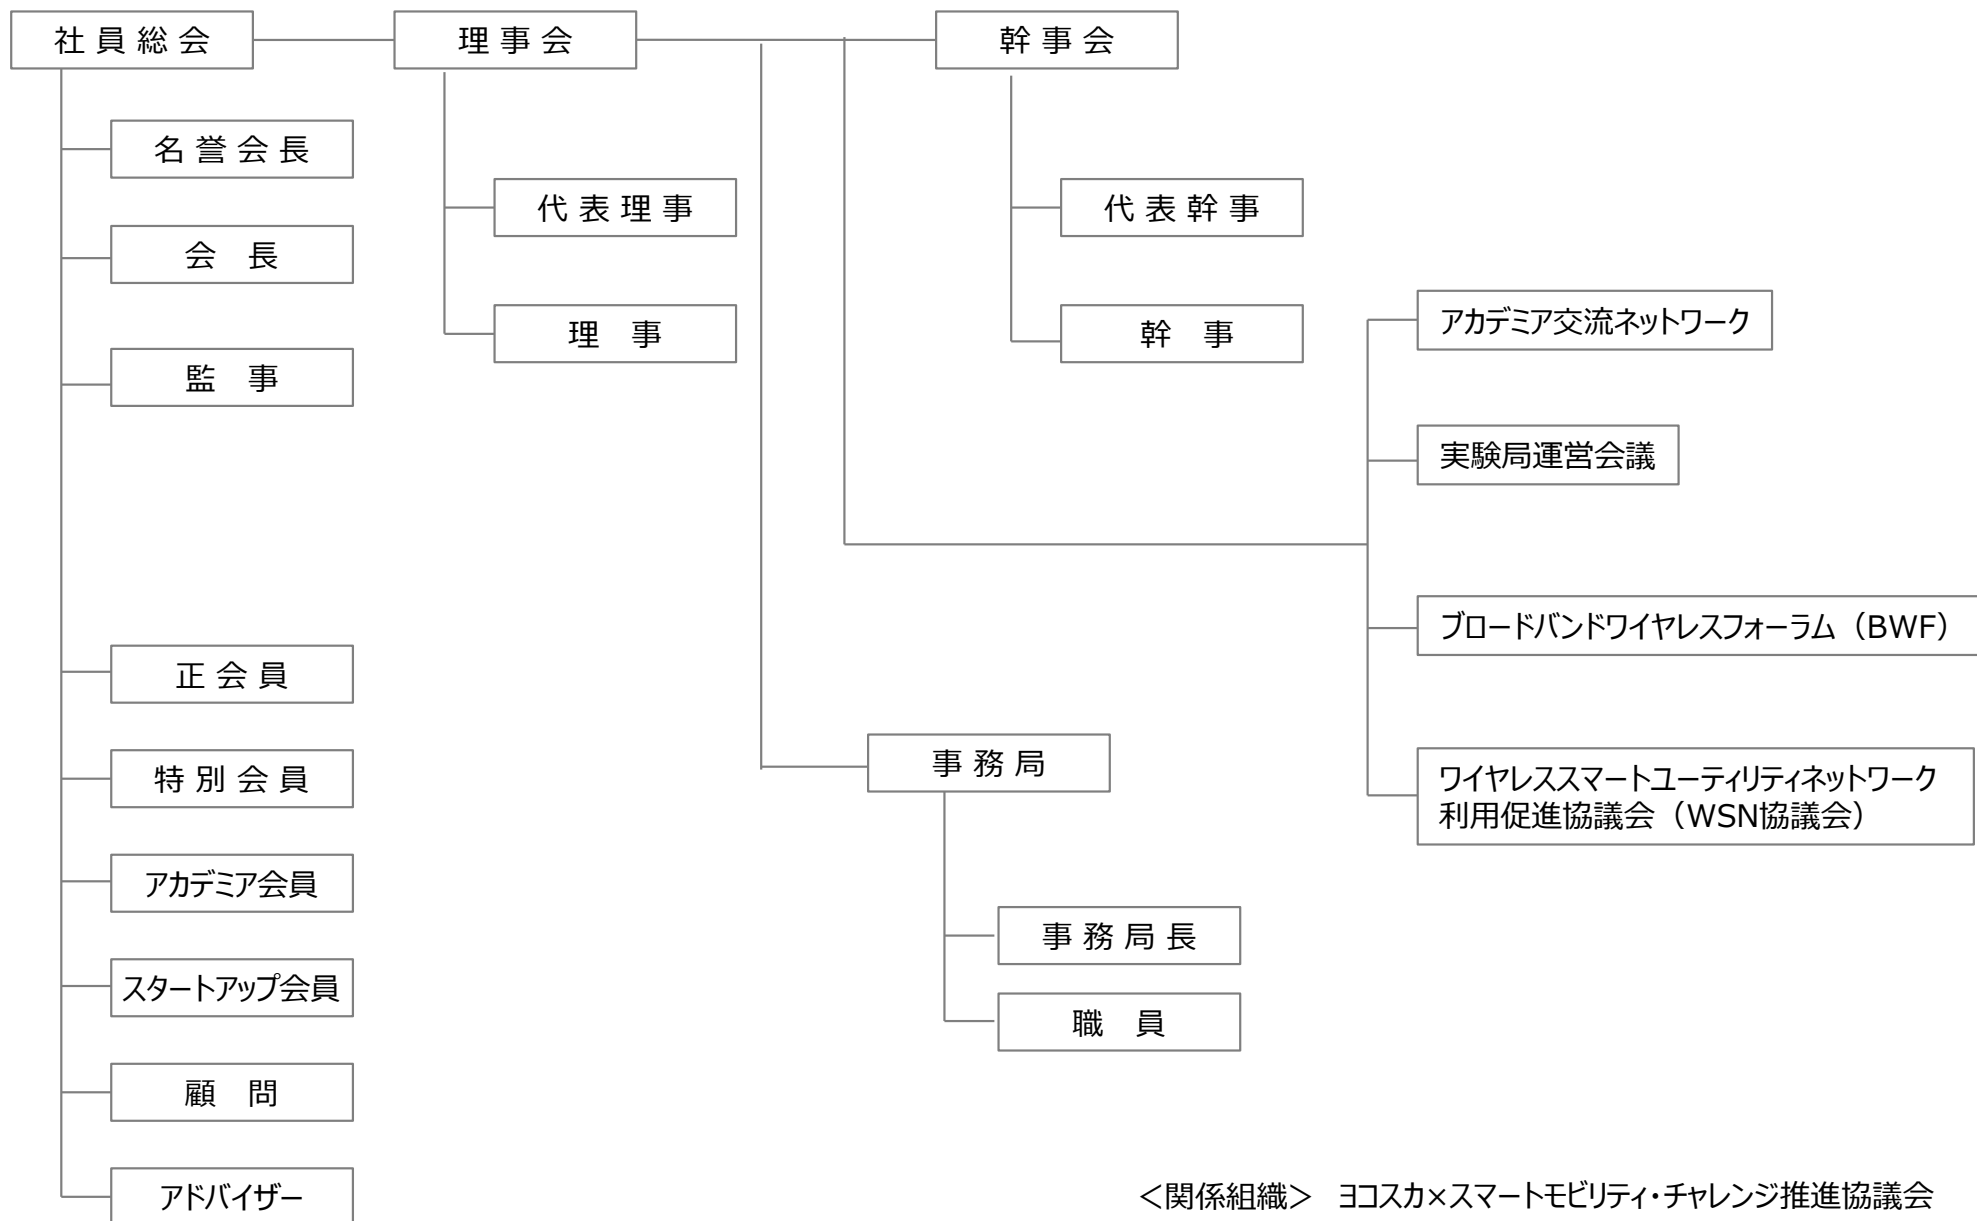 社員総会
理事会
幹事会
名誉会長
会　長
監　事
正会員
特別会員
アカデミア会員
スタートアップ会員
顧　問
アドバイザー
代表理事
理　事
代表幹事
幹　事
事務局
事務局長
職　員
アカデミア交流ネットワーク
実験局運営会議
ブロードバンドワイヤレスフォーラム（BWF）
ワイヤレススマートユーティリティネットワーク
利用促進協議会（WSN協議会）
＜関係組織＞　ヨコスカ×スマートモビリティ・チャレンジ推進協議会